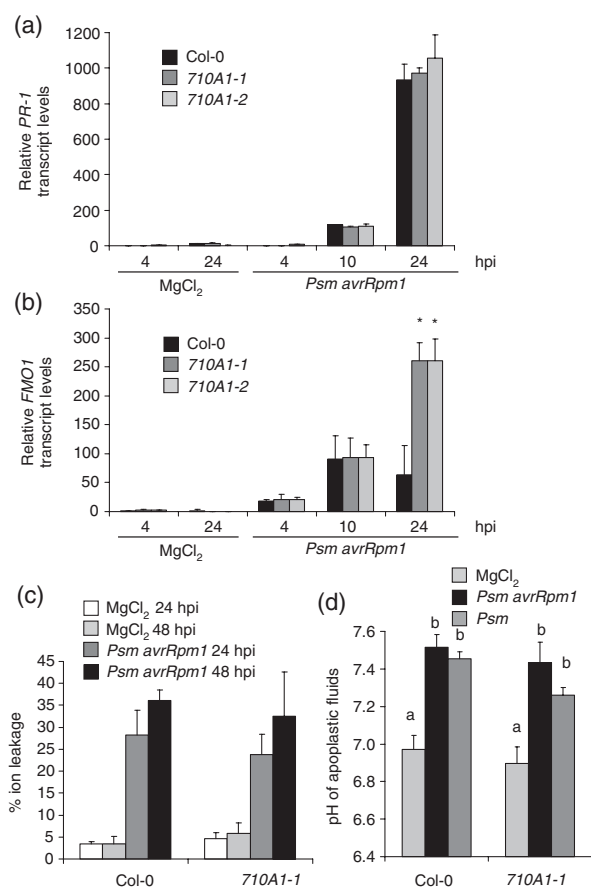 (a)
Relative PR-1
transcript levels
1200
1000
800
600
400
200
0
Col-0
710A1-1
710A1-2
4 24 4 10 24 hpi
MgCl2 Psm avrRpm1
(b)
Relative FMO1
transcript levels
350
300
250
200
150
100
50
0
Col-0
710A1-1
710A1-2
* *
4 24 4 10 24 hpi
MgCl2 Psm avrRpm1
(c)
MgCl2 24 hpi
MgCl2 48 hpi
Psm avrRpm1 24 hpi
Psm avrRpm1 48 hpi
% ion leakage
45
40
35
30
25
20
15
10
5
0
Col-0 710A1-1
(d)
MgCl2
Psm avrRpm1
Psm
pH of apoplastic fluids
7.6
7.4
7.2
7.0
6.8
6.6
6.4
a b b a b b
Col-0 710A1-1